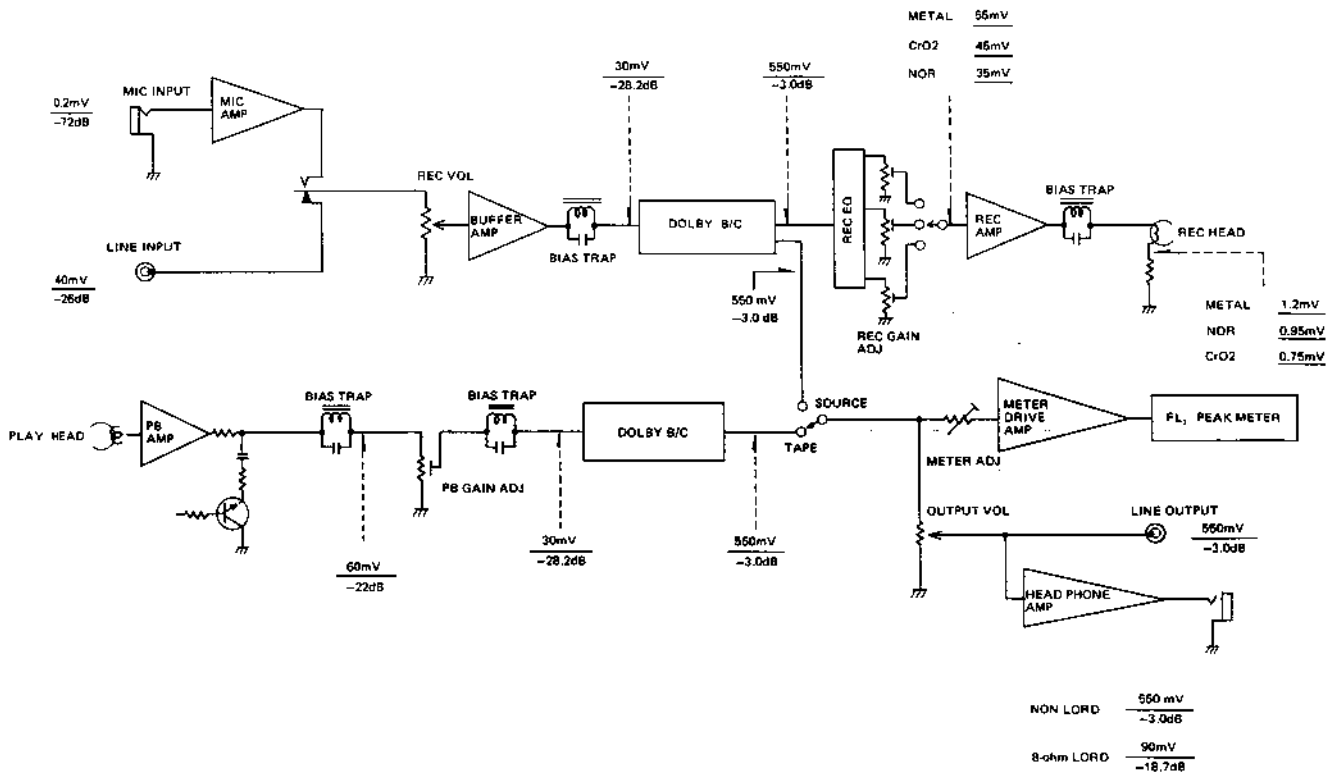 METAL 55mV
CrO2 45mV
NOR 35mV
30mV
−28.2dB
550mV
−3.0dB
0.2mV
−72dB
MIC INPUT
MIC AMP
REC VOL
BUFFER AMP
BIAS TRAP
DOLBY B/C
REC EQ
REC GAIN ADJ
REC AMP
BIAS TRAP
REC HEAD
LINE INPUT
40mV
−26dB
550 mV
−3.0 dB
METAL 1.2mV
NOR 0.95mV
CrO2 0.75mV
PLAY HEAD
PB AMP
BIAS TRAP
BIAS TRAP
PB GAIN ADJ
DOLBY B/C
SOURCE
TAPE
METER ADJ
METER DRIVE AMP
FL, PEAK METER
60mV
−22dB
30mV
−28.2dB
550mV
−3.0dB
OUTPUT VOL
LINE OUTPUT
550mV
−3.0dB
HEAD PHONE AMP
NON LORD 550 mV
−3.0dB
8-ohm LORD 90mV
−18.7dB